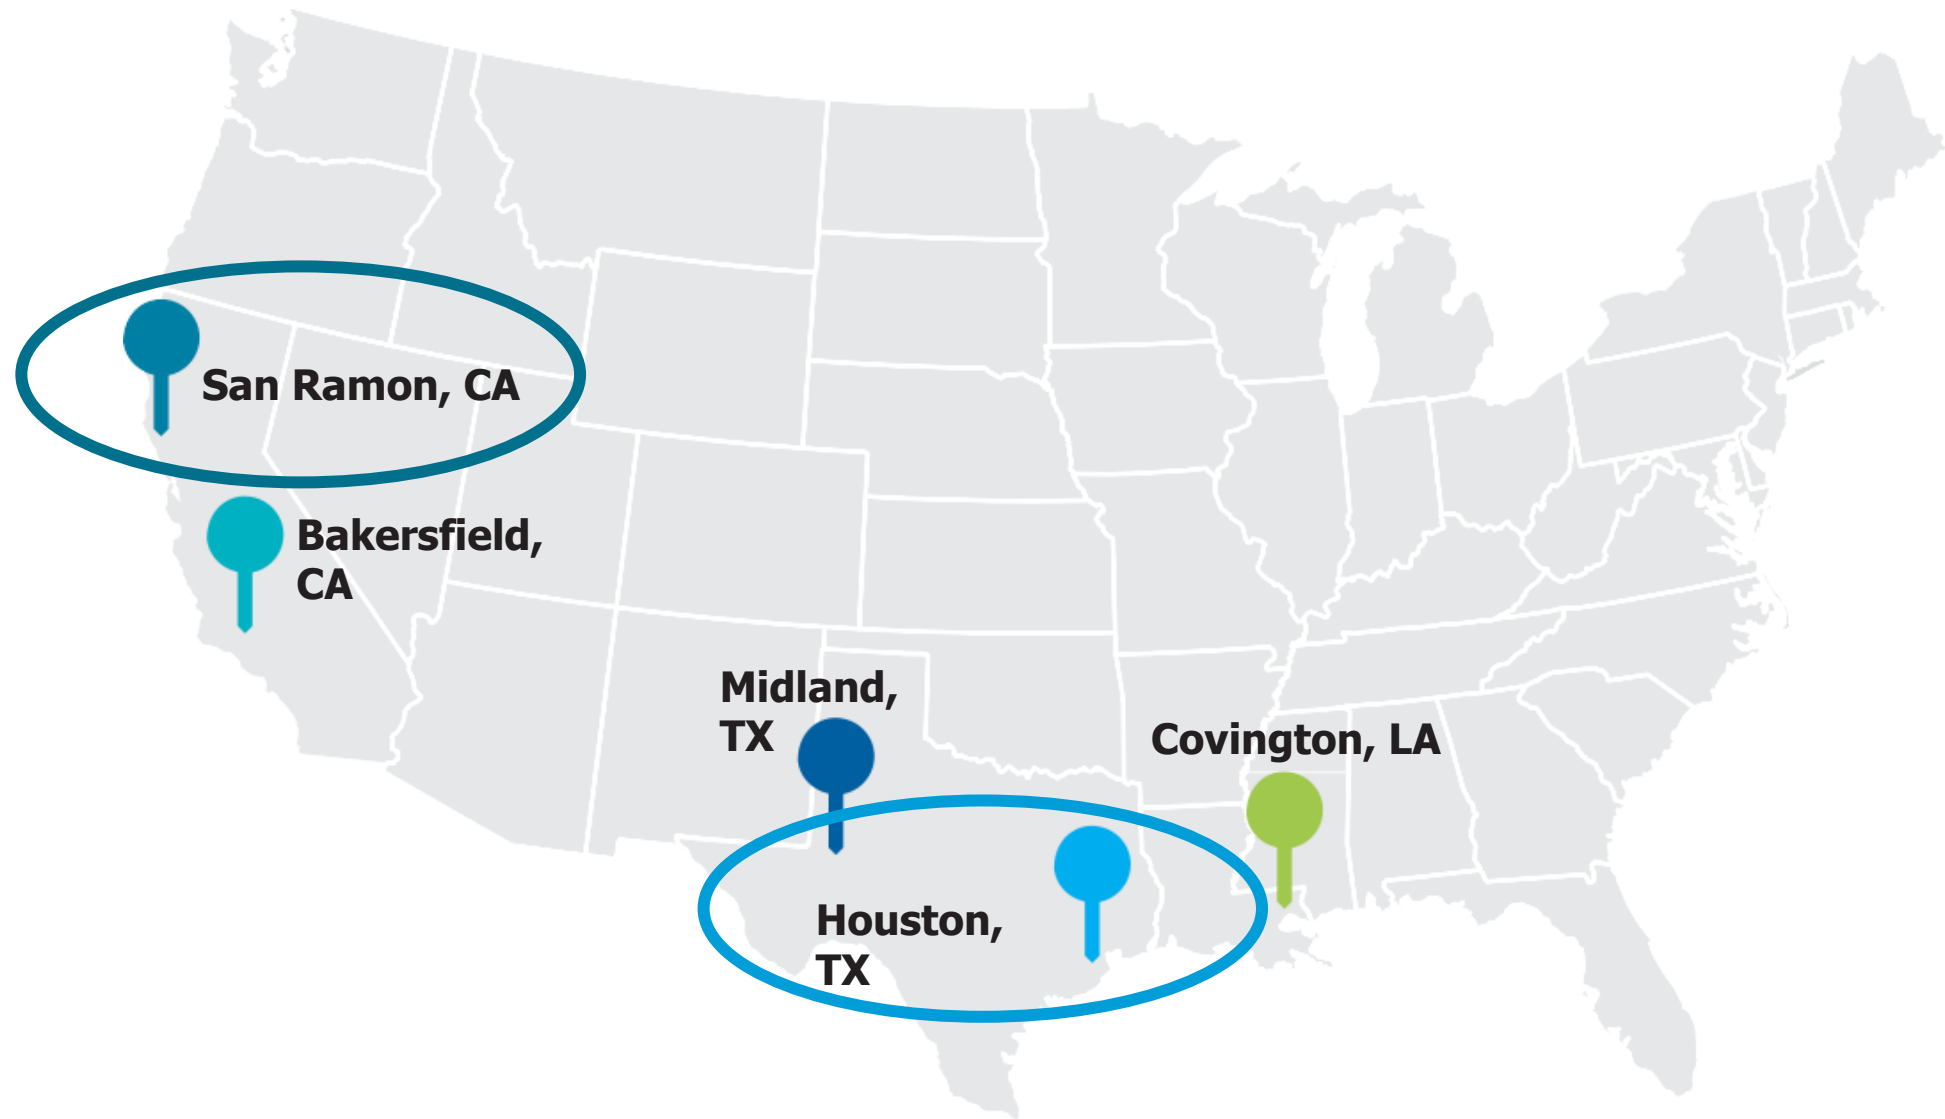 San Ramon, CA
Bakersfield,
CA
Midland,
TX
Covington, LA
Houston,
TX